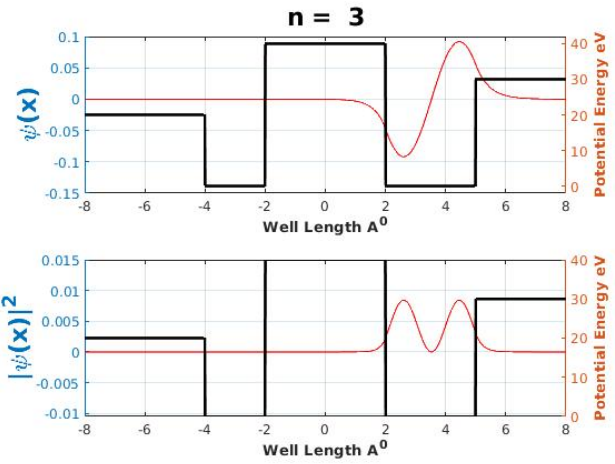 n = 3
0.1
0.05
0
-0.05
-0.1
-0.15
ψ(x)
40
30
20
10
0
Potential Energy eV
-8 -6 -4 -2 0 2 4 6 8
Well Length A⁰
0.015
0.01
0.005
0
-0.005
-0.01
|ψ(x)|²
40
30
20
10
0
Potential Energy eV
-8 -6 -4 -2 0 2 4 6 8
Well Length A⁰